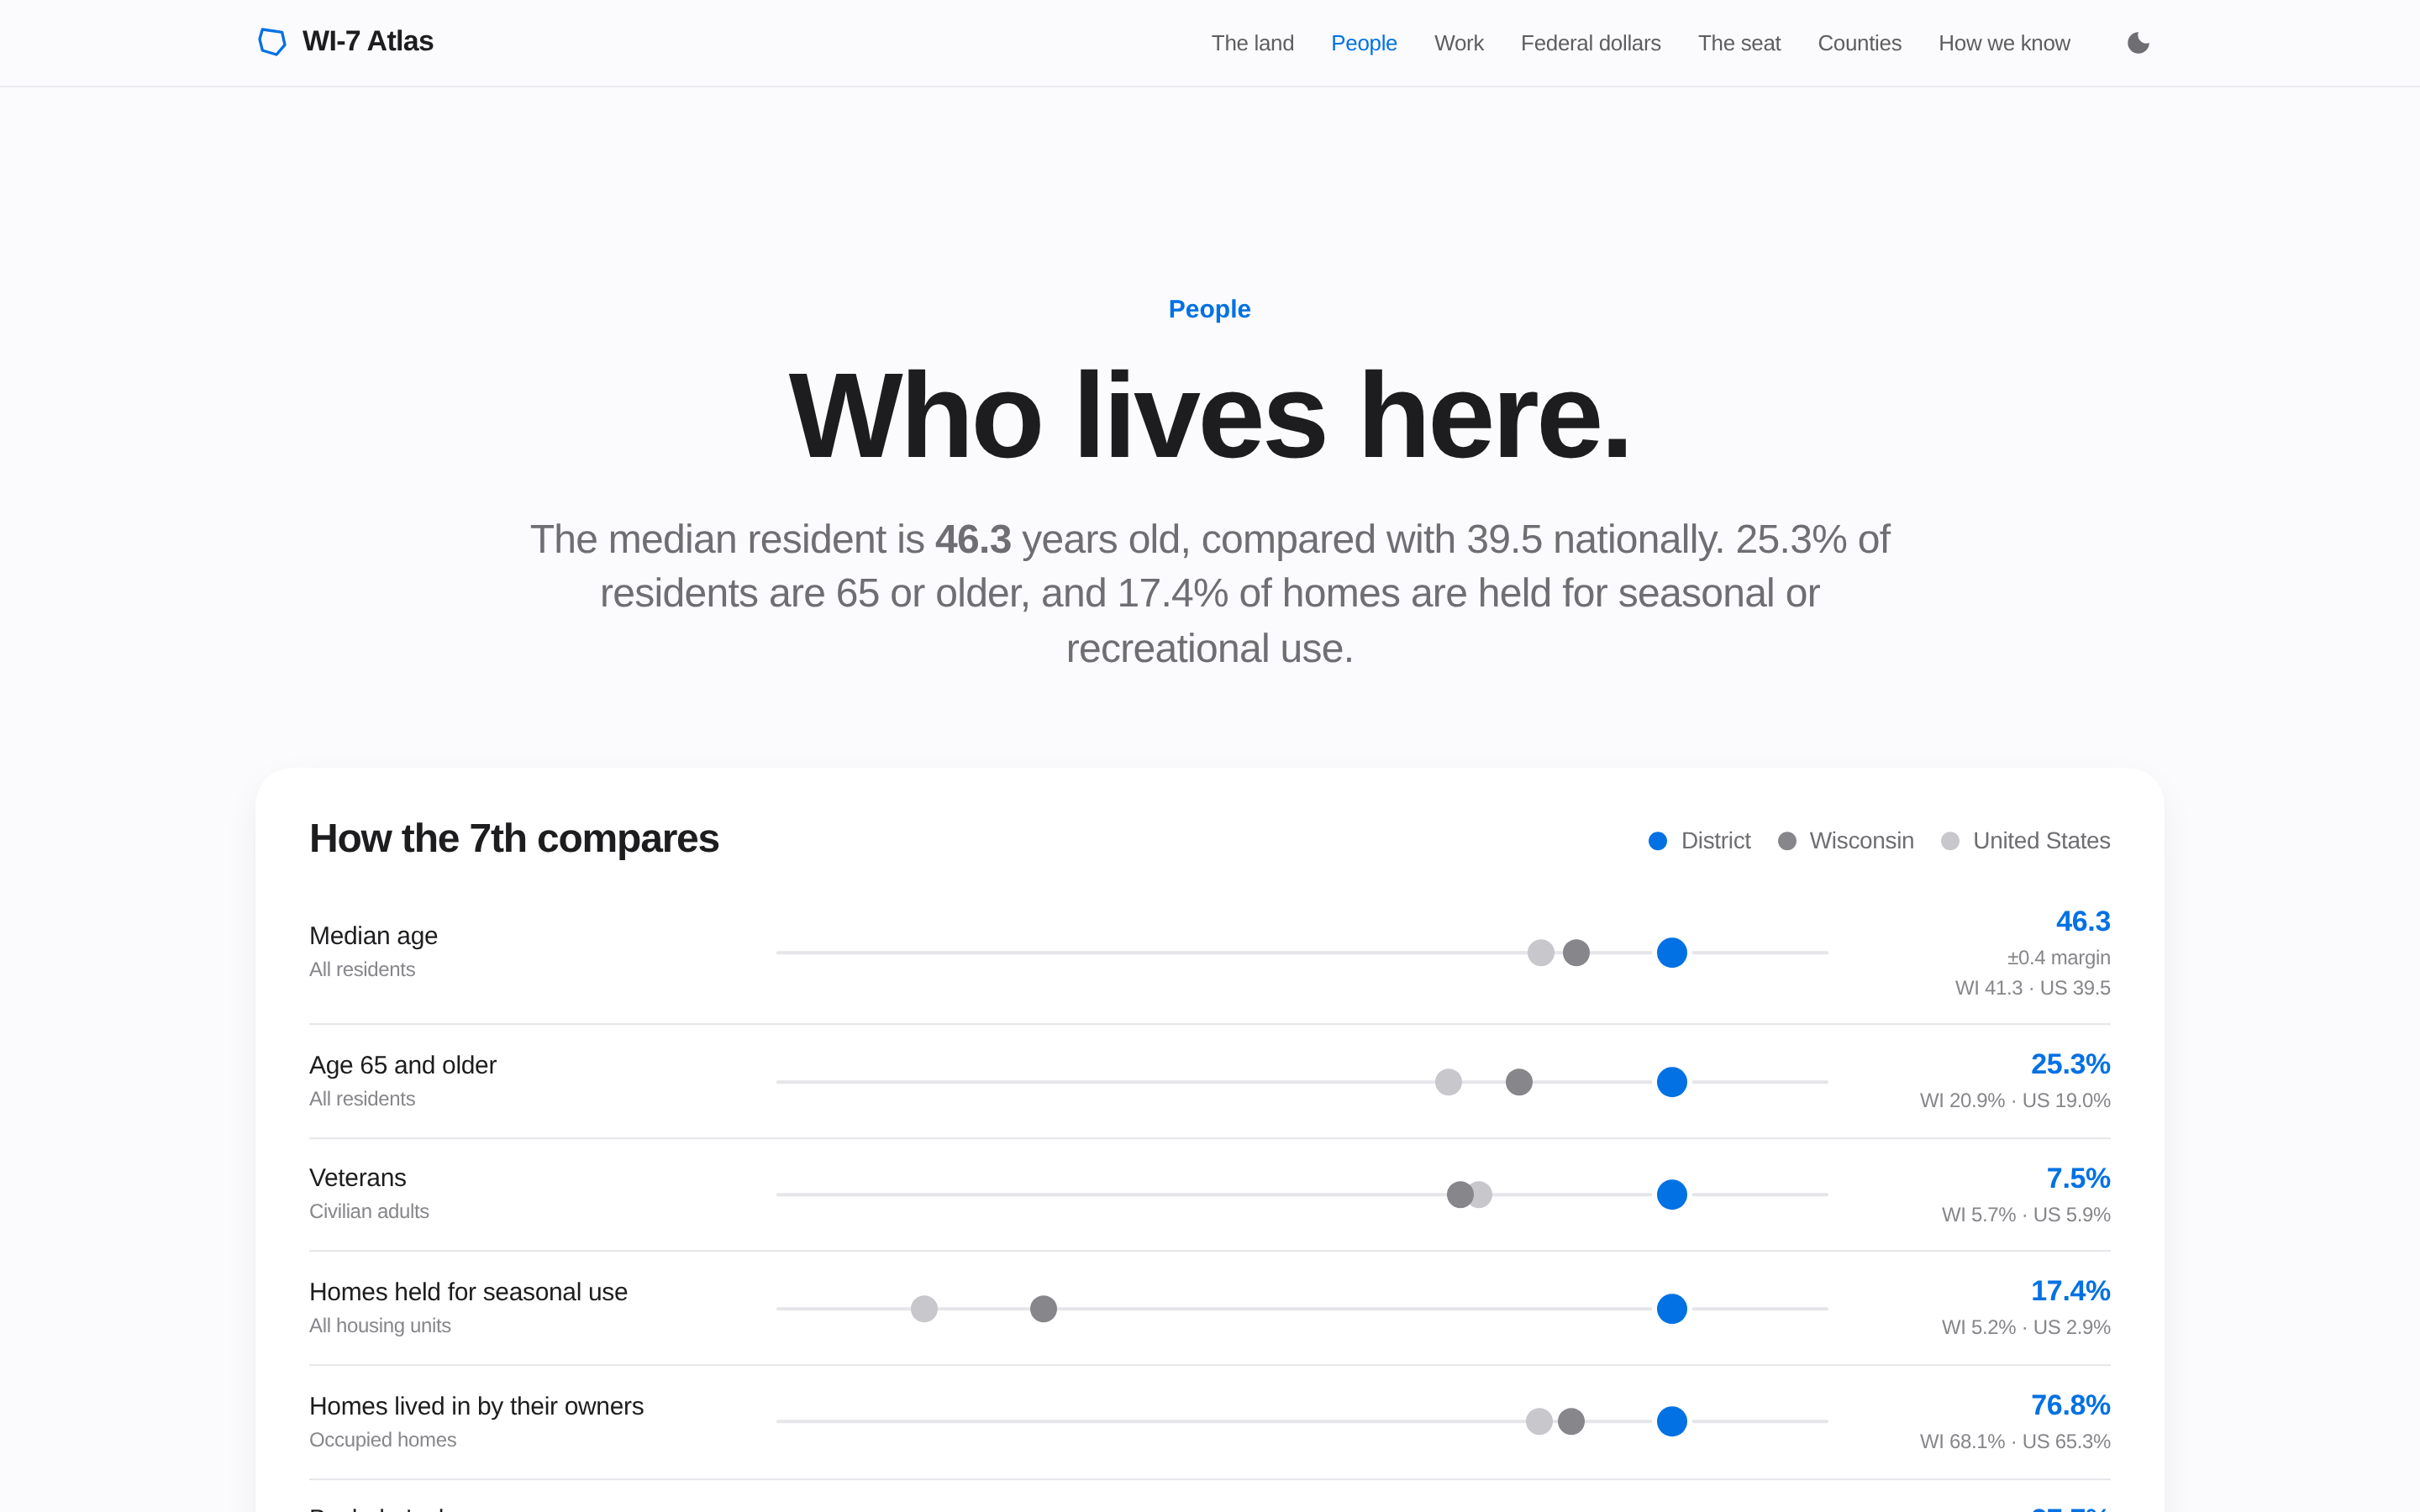 WI-7 Atlas
The land People Work Federal dollars The seat Counties How we know
People
Who lives here.
The median resident is 46.3 years old, compared with 39.5 nationally. 25.3% of
residents are 65 or older, and 17.4% of homes are held for seasonal or
recreational use.
How the 7th compares
District Wisconsin United States
Median age
All residents
46.3
±0.4 margin
WI 41.3 · US 39.5
Age 65 and older
All residents
25.3%
WI 20.9% · US 19.0%
Veterans
Civilian adults
7.5%
WI 5.7% · US 5.9%
Homes held for seasonal use
All housing units
17.4%
WI 5.2% · US 2.9%
Homes lived in by their owners
Occupied homes
76.8%
WI 68.1% · US 65.3%